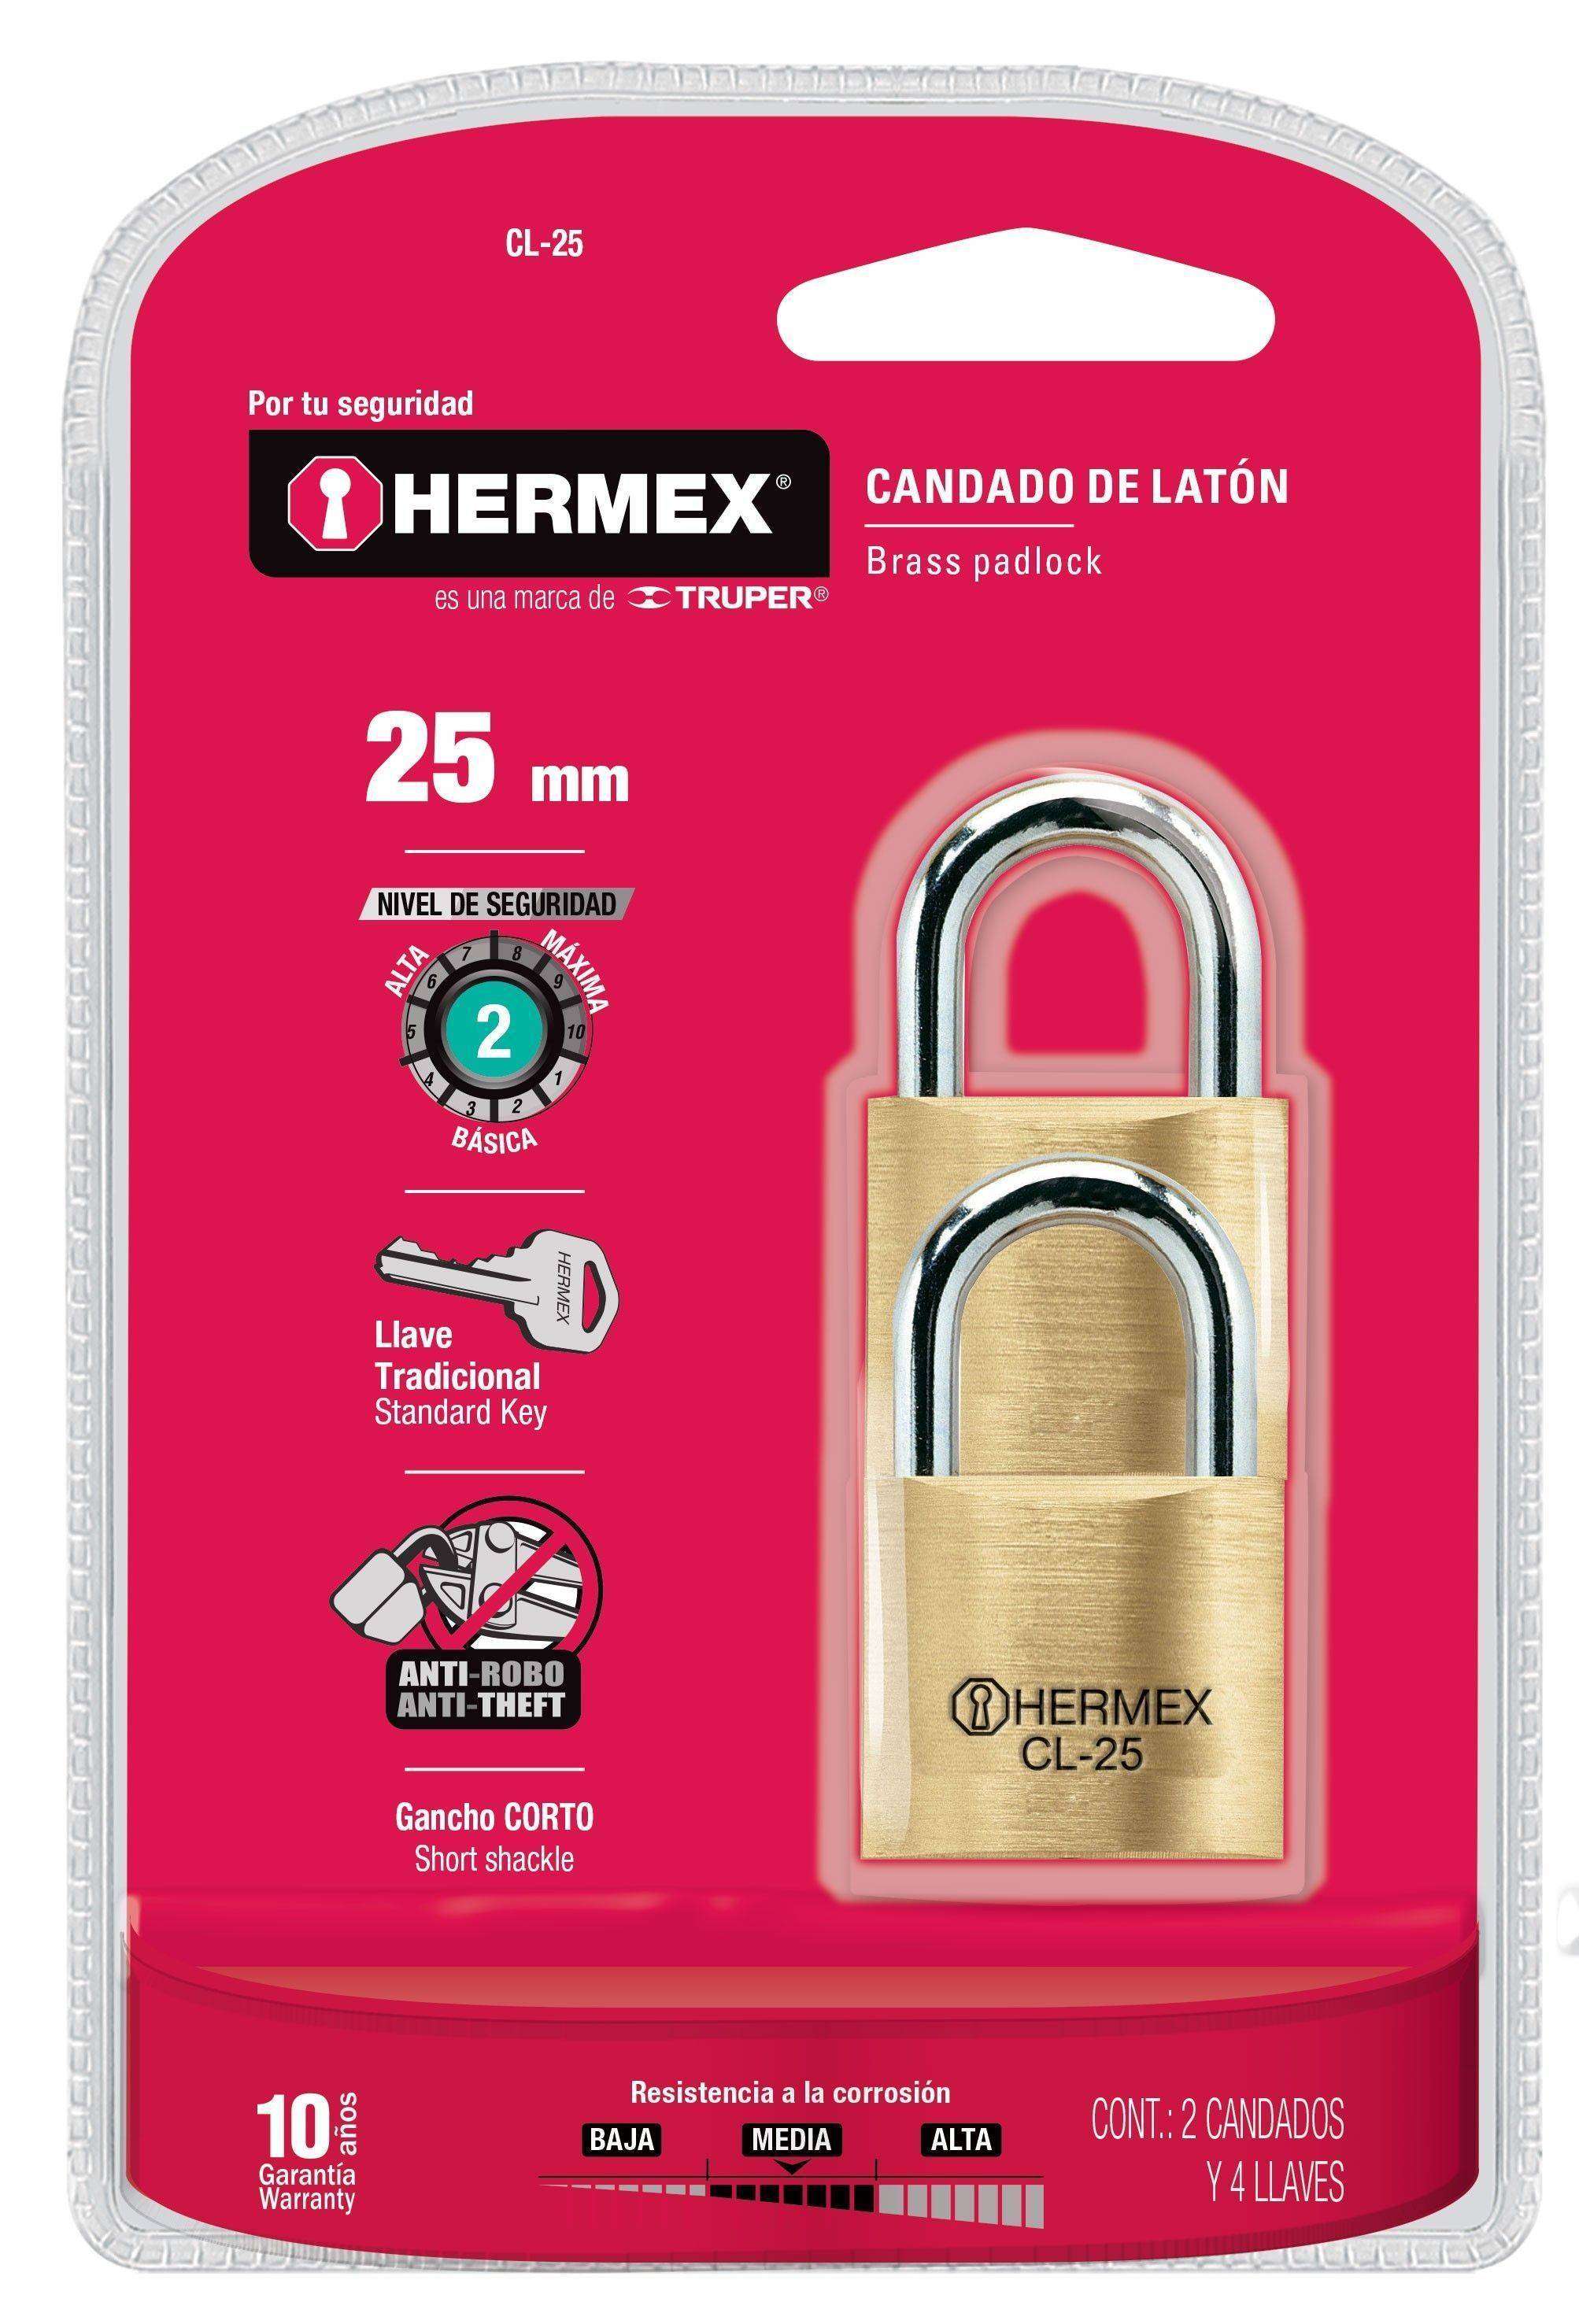 CL-25
Por tu seguridad
HERMEX®
es una marca de TRUPER®
CANDADO DE LATÓN
Brass padlock
25 mm
NIVEL DE SEGURIDAD
ALTA
MÁXIMA
7 8
6 9
5 2 10
4 1
3 2
BÁSICA
HERMEX
Llave
Tradicional
Standard Key
ANTI-ROBO
ANTI-THEFT
Gancho CORTO
Short shackle
HERMEX
CL-25
10 años
Garantía
Warranty
Resistencia a la corrosión
BAJA MEDIA ALTA
CONT.: 2 CANDADOS
Y 4 LLAVES